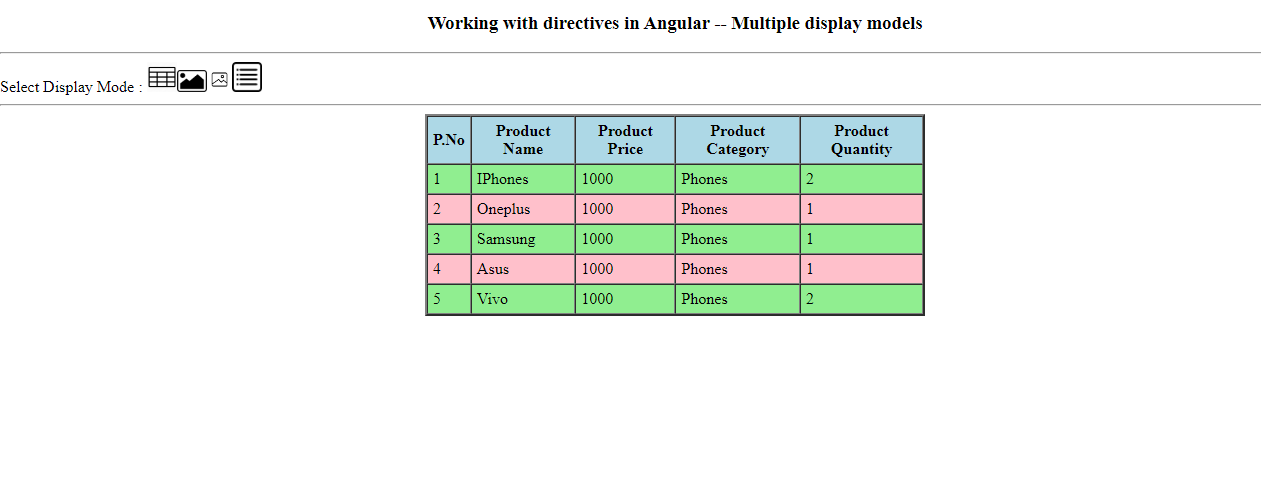 Working with directives in Angular -- Multiple display models
Select Display Mode :
P.No Product Name Product Price Product Category Product Quantity
1 IPhones 1000 Phones 2
2 Oneplus 1000 Phones 1
3 Samsung 1000 Phones 1
4 Asus 1000 Phones 1
5 Vivo 1000 Phones 2